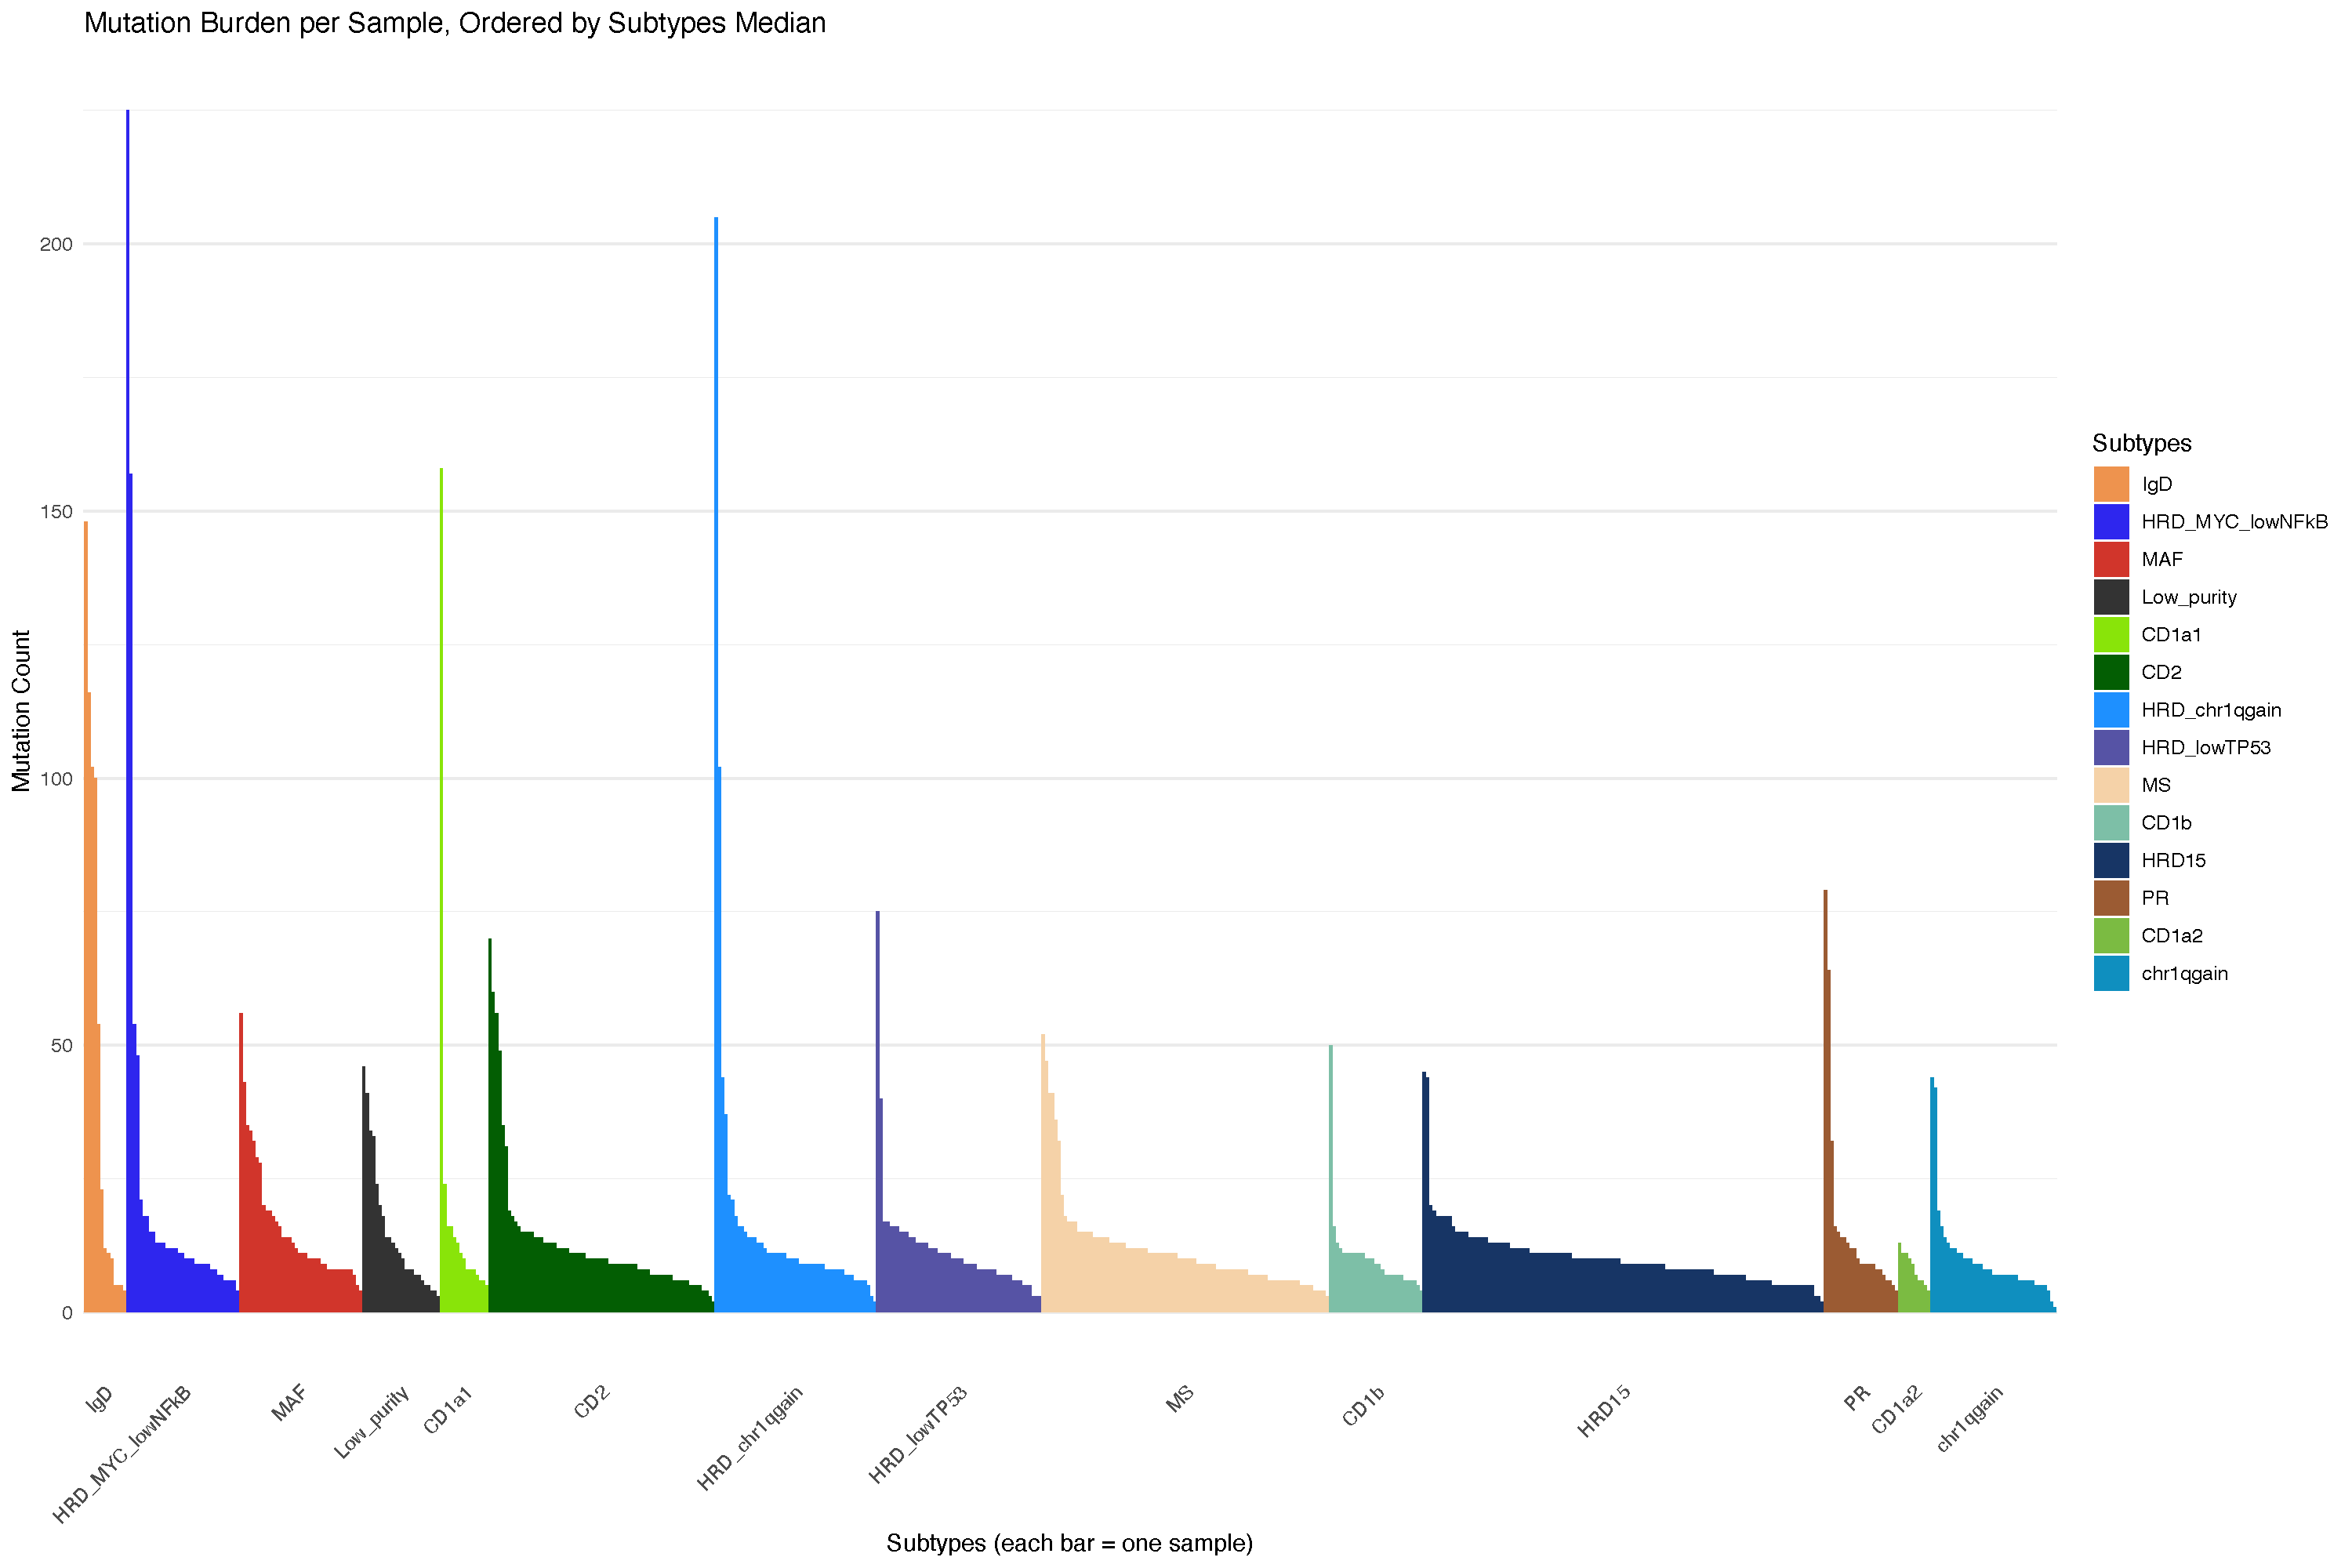 Mutation Burden per Sample, Ordered by Subtypes Median
Mutation Count
200
150
100
50
0
IgD
HRD_MYC_lowNFkB
MAF
Low_purity
CD1a1
CD2
HRD_chr1qgain
HRD_lowTP53
MS
CD1b
HRD15
PR
CD1a2
chr1qgain
Subtypes (each bar = one sample)
Subtypes
IgD
HRD_MYC_lowNFkB
MAF
Low_purity
CD1a1
CD2
HRD_chr1qgain
HRD_lowTP53
MS
CD1b
HRD15
PR
CD1a2
chr1qgain